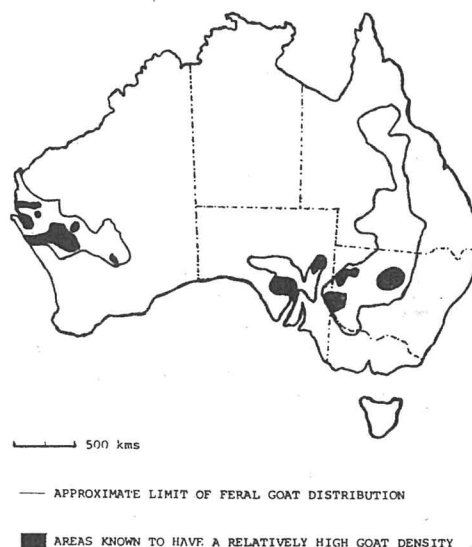 500 kms
APPROXIMATE LIMIT OF FERAL GOAT DISTRIBUTION
AREAS KNOWN TO HAVE A RELATIVELY HIGH GOAT DENSITY